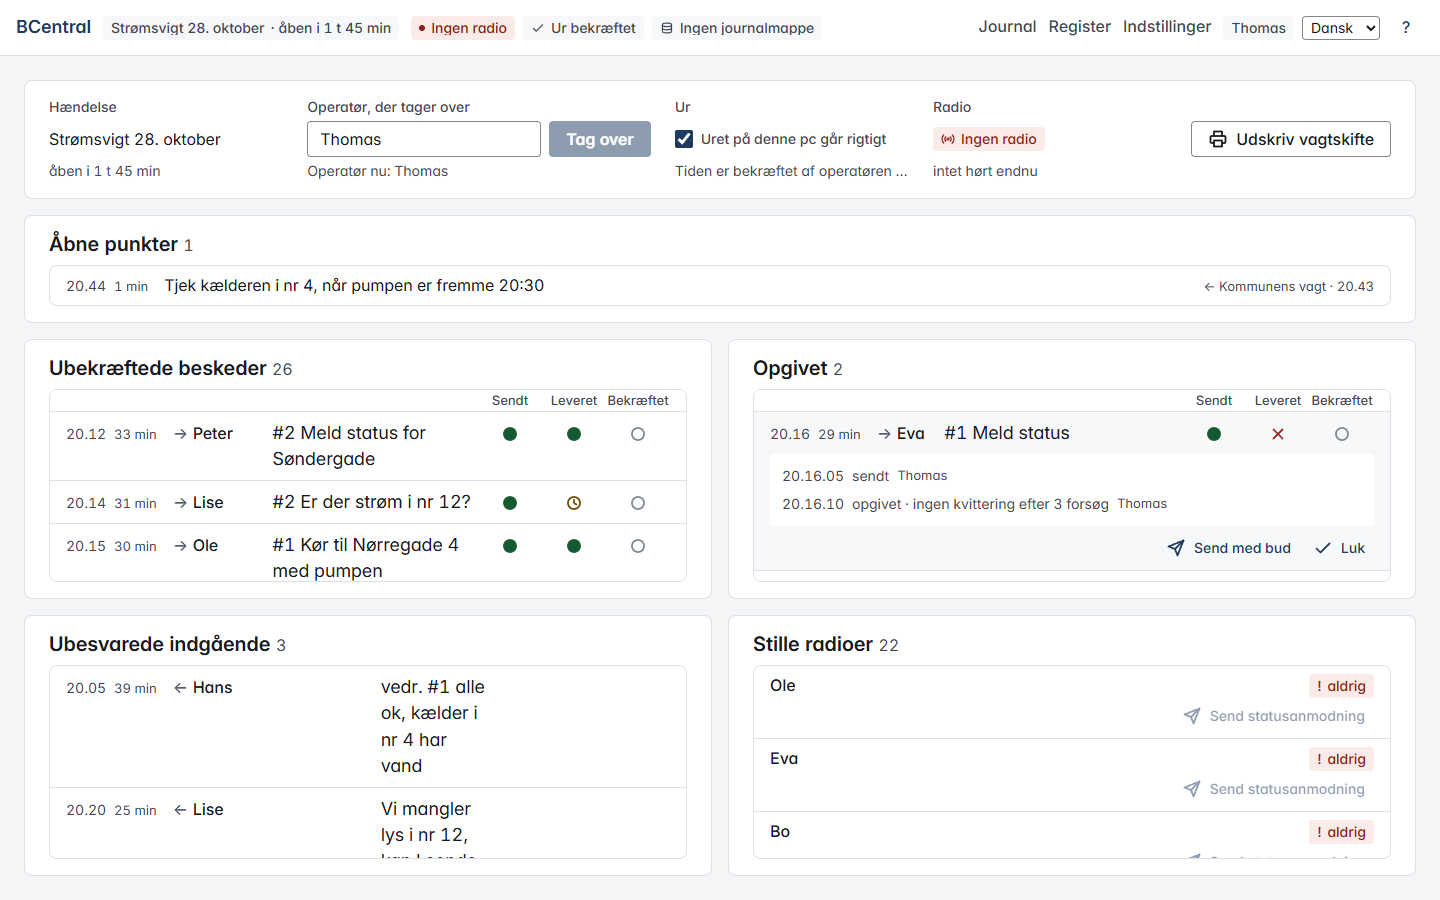 BCentral
Strømsvigt 28. oktober · åben i 1 t 45 min
Ingen radio
Ur bekræftet
Ingen journalmappe
Journal
Register
Indstillinger
Thomas
Dansk
?
Hændelse
Strømsvigt 28. oktober
åben i 1 t 45 min
Operatør, der tager over
Thomas
Tag over
Operatør nu: Thomas
Ur
Uret på denne pc går rigtigt
Tiden er bekræftet af operatøren ...
Radio
Ingen radio
intet hørt endnu
Udskriv vagtskifte
Åbne punkter 1
20.44 1 min Tjek kælderen i nr 4, når pumpen er fremme 20:30
← Kommunens vagt · 20.43
Ubekræftede beskeder 26
Sendt Leveret Bekræftet
20.12 33 min → Peter #2 Meld status for
Søndergade
20.14 31 min → Lise #2 Er der strøm i nr 12?
20.15 30 min → Ole #1 Kør til Nørregade 4
med pumpen
Opgivet 2
Sendt Leveret Bekræftet
20.16 29 min → Eva #1 Meld status
20.16.05 sendt Thomas
20.16.10 opgivet · ingen kvittering efter 3 forsøg Thomas
Send med bud
Luk
Ubesvarede indgående 3
20.05 39 min ← Hans vedr. #1 alle
ok, kælder i
nr 4 har
vand
20.20 25 min ← Lise Vi mangler
lys i nr 12,
Stille radioer 22
Ole ! aldrig
Send statusanmodning
Eva ! aldrig
Send statusanmodning
Bo ! aldrig